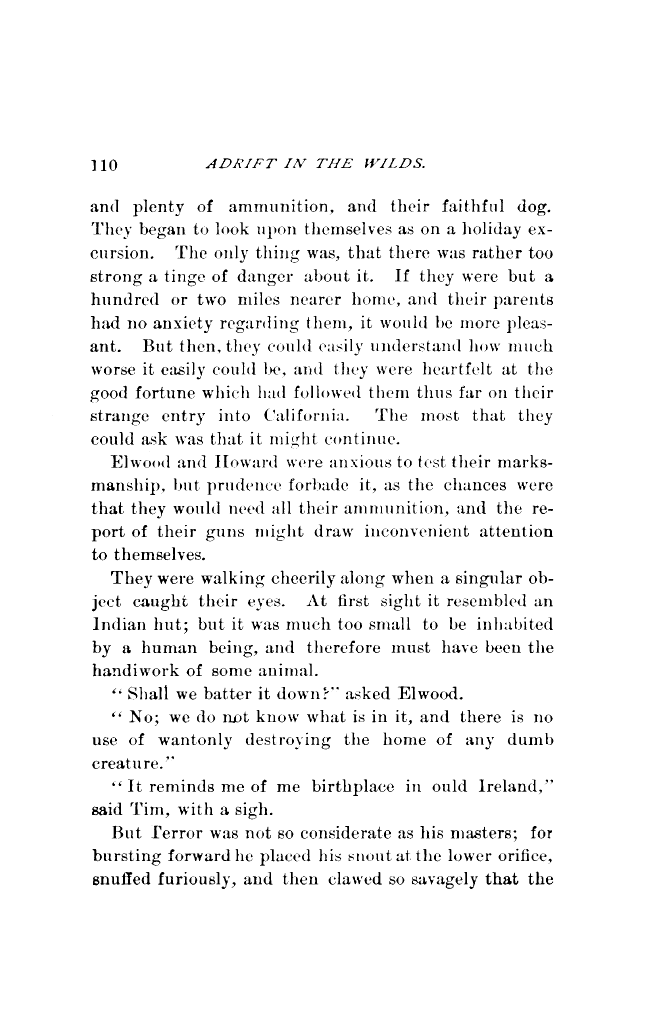 110 ADRIFT IN THE WILDS.
and plenty of ammunition, and their faithful dog.
They began to look upon themselves as on a holiday ex-
cursion. The only thing was, that there was rather too
strong a tinge of danger about it. If they were but a
hundred or two miles nearer home, and their parents
had no anxiety regarding them, it would be more pleas-
ant. But then, they could easily understand how much
worse it easily could be, and they were heartfelt at the
good fortune which had followed them thus far on their
strange entry into California. The most that they
could ask was that it might continue.
Elwood and Howard were anxious to test their marks-
manship, but prudence forbade it, as the chances were
that they would need all their ammunition, and the re-
port of their guns might draw inconvenient attention
to themselves.
They were walking cheerily along when a singular ob-
ject caught their eyes. At first sight it resembled an
Indian hut; but it was much too small to be inhabited
by a human being, and therefore must have been the
handiwork of some animal.
"Shall we batter it down?" asked Elwood.
"No; we do not know what is in it, and there is no
use of wantonly destroying the home of any dumb
creature."
"It reminds me of me birthplace in ould Ireland,"
said Tim, with a sigh.
But Terror was not so considerate as his masters; for
bursting forward he placed his snout at the lower orifice,
snuffed furiously, and then clawed so savagely that the